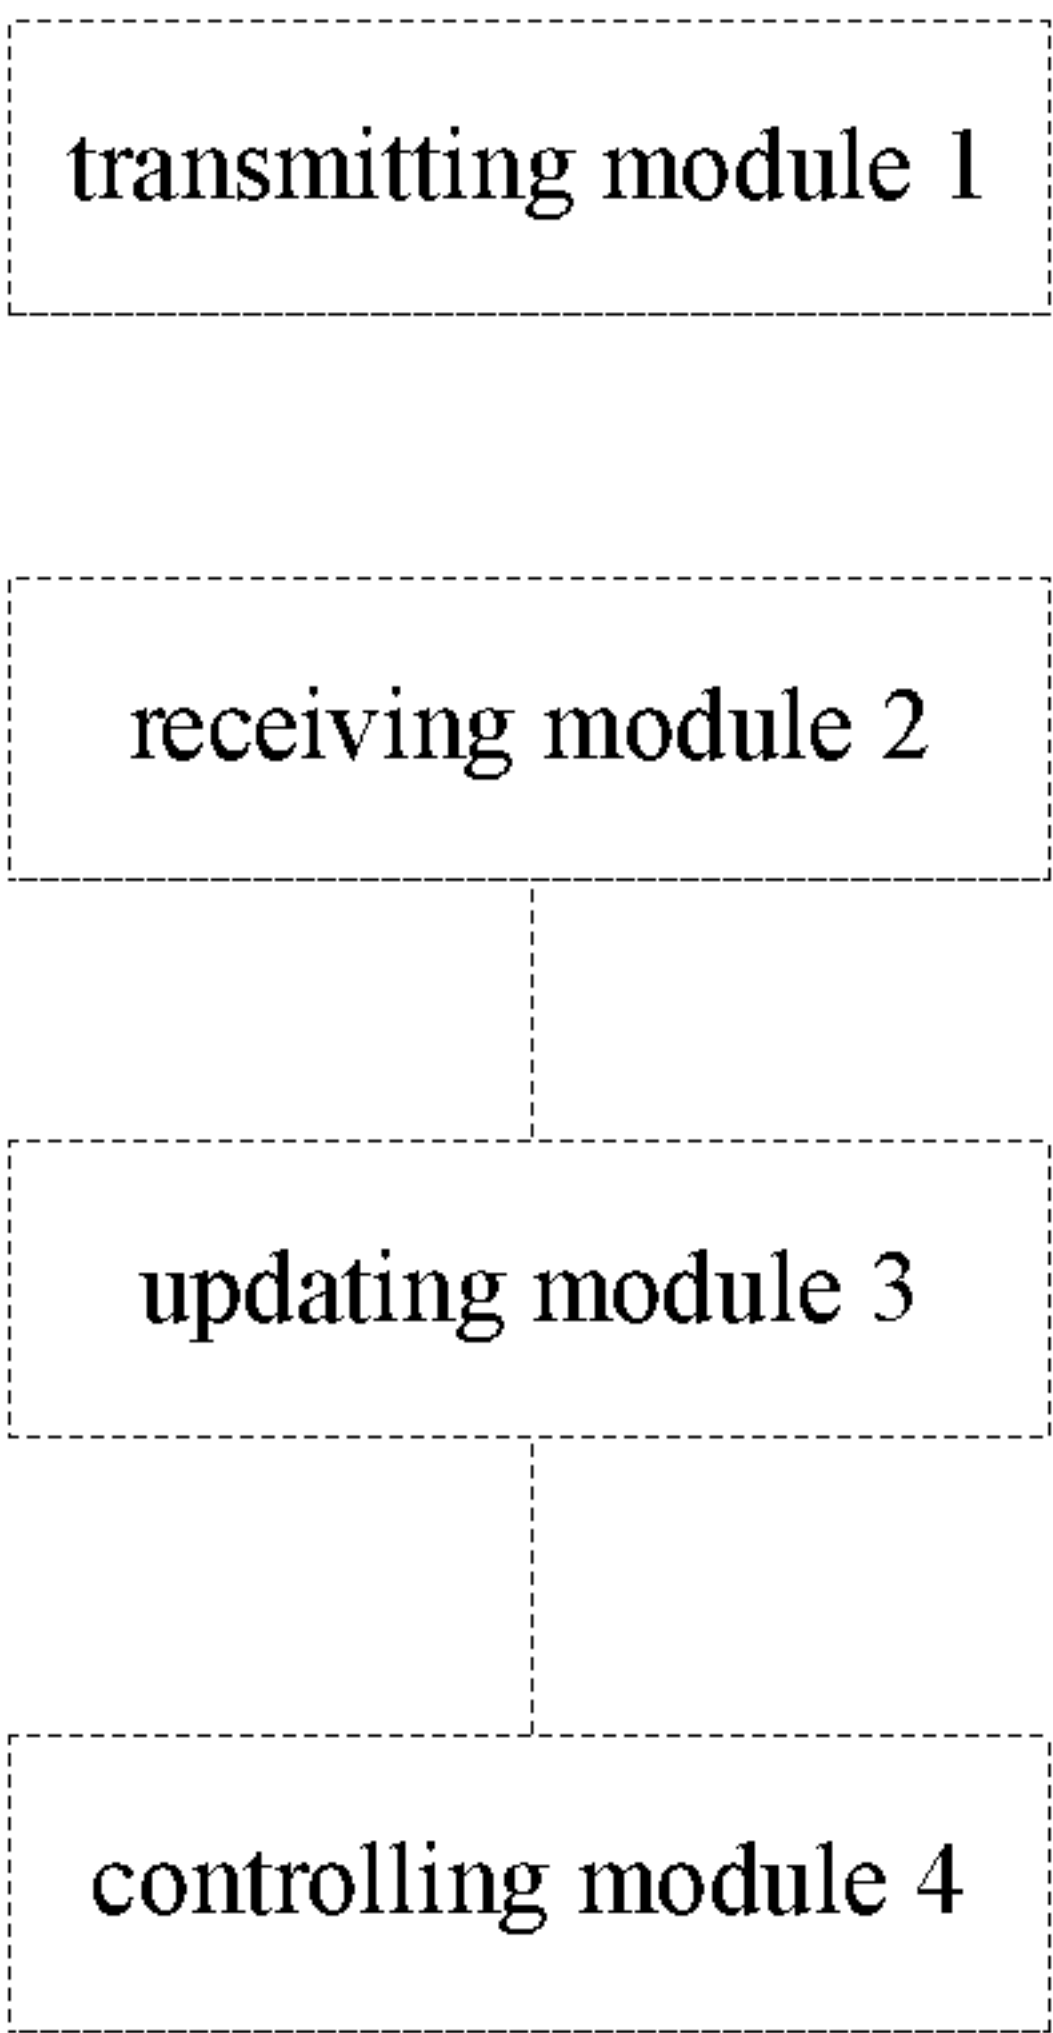 transmitting module 1
receiving module 2
updating module 3
controlling module 4